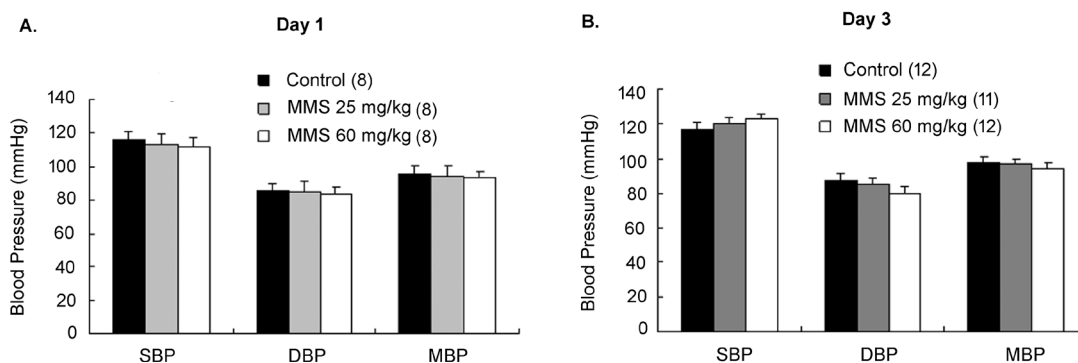 A.
Day 1
Control (8)
MMS 25 mg/kg (8)
MMS 60 mg/kg (8)
Blood Pressure (mmHg)
140
120
100
80
60
40
20
0
SBP
DBP
MBP
B.
Day 3
Control (12)
MMS 25 mg/kg (11)
MMS 60 mg/kg (12)
Blood Pressure (mmHg)
140
120
100
80
60
40
20
0
SBP
DBP
MBP